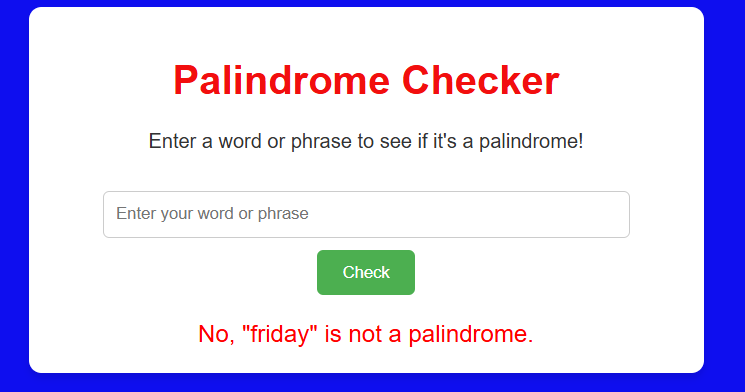 Palindrome Checker
Enter a word or phrase to see if it's a palindrome!
Enter your word or phrase
Check
No, "friday" is not a palindrome.